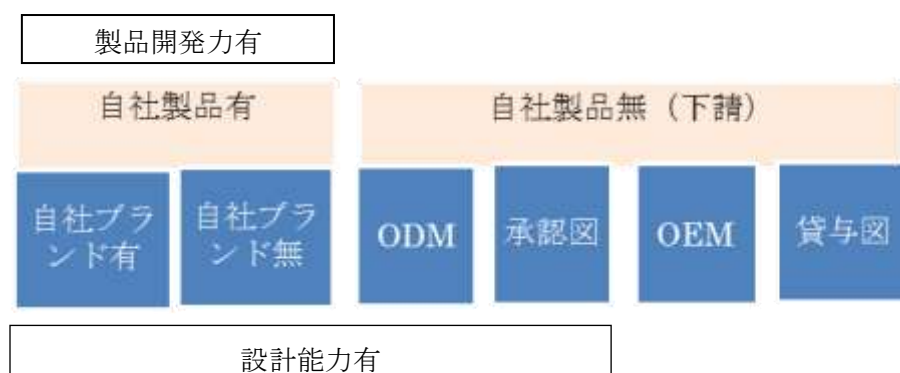 製品開発力有
自社製品有
自社製品無（下請）
自社ブラ
ンド有
自社ブラ
ンド無
ODM
承認図
OEM
貸与図
設計能力有